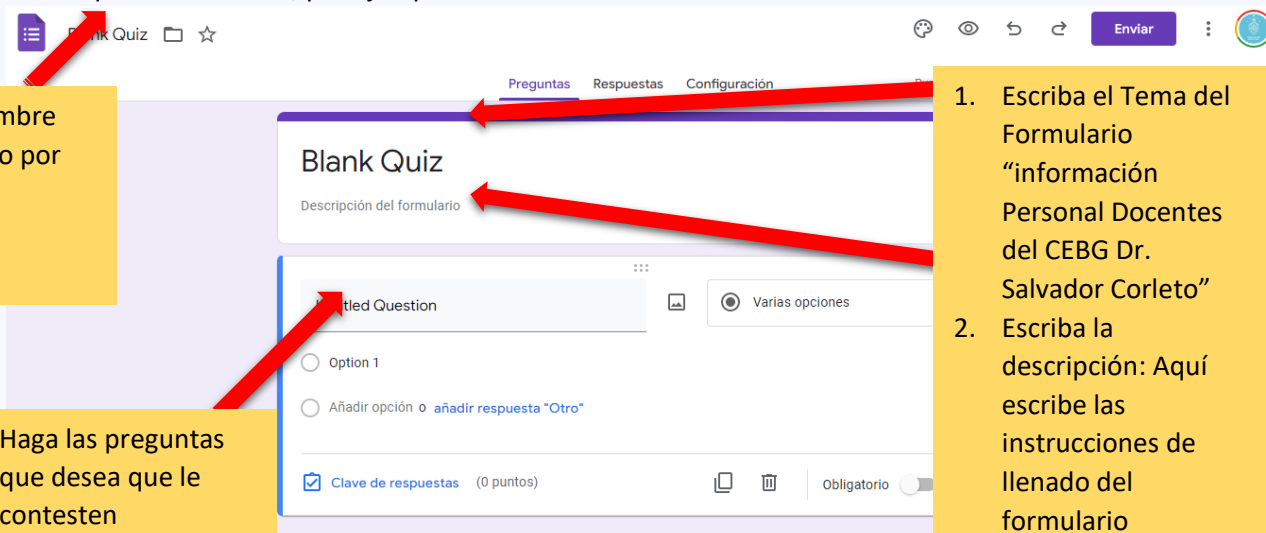 Quiz
Enviar
Preguntas Respuestas Configuración
mbre
o por
Blank Quiz
Descripción del formulario
Question
Varias opciones
Option 1
Añadir opción o añadir respuesta "Otro"
Clave de respuestas (0 puntos)
Obligatorio
Haga las preguntas
que desea que le
contesten
1. Escriba el Tema del
Formulario
“información
Personal Docentes
del CEBG Dr.
Salvador Corleto”
2. Escriba la
descripción: Aquí
escribe las
instrucciones de
llenado del
formulario